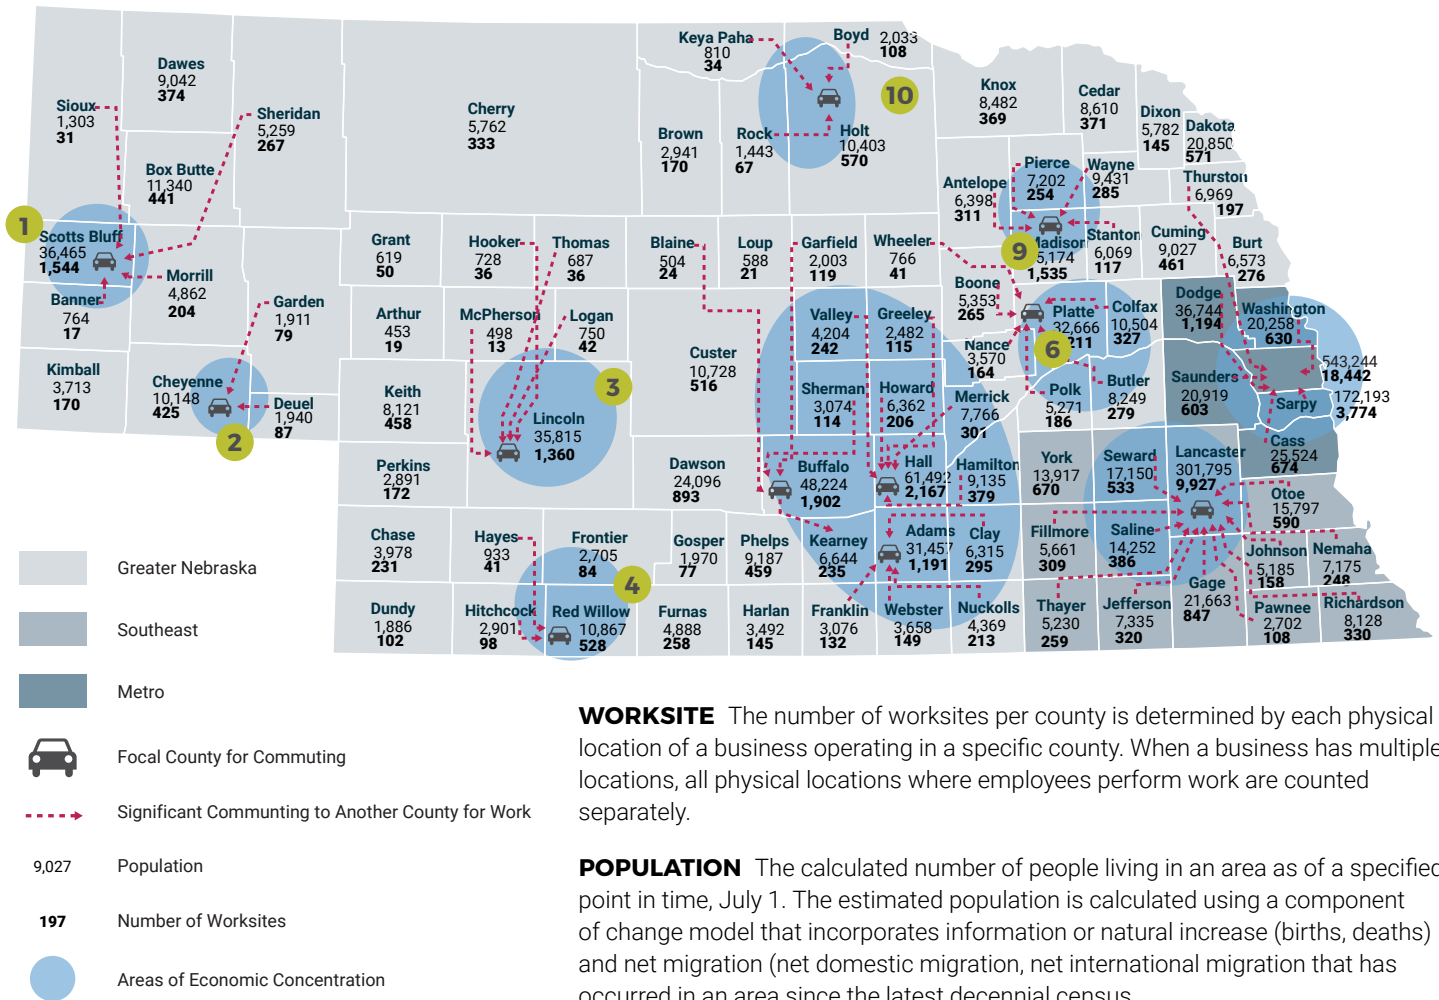 Sioux
1,303
31
Dawes
9,042
374
Sheridan
5,259
267
Box Butte
11,340
441
Cherry
5,762
333
Keya Paha
810
34
Boyd
2,033
108
Brown
2,941
170
Rock
1,443
67
Holt
10,403
570
10
Knox
8,482
369
Cedar
8,610
371
Dixon
5,782
145
Dakota
20,850
571
Antelope
6,398
311
Pierce
7,202
254
Wayne
9,431
285
Thurston
6,969
197
1
Scotts Bluff
36,465
1,544
Morrill
4,862
204
Banner
764
17
Garden
1,911
79
Kimball
3,713
170
Cheyenne
10,148
425
Deuel
1,940
87
2
Grant
619
50
Hooker
728
36
Thomas
687
36
Blaine
504
24
Loup
588
21
Garfield
2,003
119
Wheeler
766
41
9
Madison
5,174
1,535
Stanton
6,069
117
Cuming
9,027
461
Burt
6,573
276
Arthur
453
19
McPherson
498
13
Logan
750
42
Custer
10,728
516
Valley
4,204
242
Greeley
2,482
115
Boone
5,353
265
Platte
32,666
211
6
Colfax
10,504
327
Dodge
36,744
1,194
Washington
20,258
630
Nance
3,570
164
Keith
8,121
458
3
Lincoln
35,815
1,360
Sherman
3,074
114
Howard
6,362
206
Merrick
7,766
301
Polk
5,271
186
Butler
8,249
279
Saunders
20,919
603
543,244
18,442
Sarpy
172,193
3,774
Perkins
2,891
172
Dawson
24,096
893
Buffalo
48,224
1,902
Hall
61,492
2,167
Hamilton
9,135
379
York
13,917
670
Seward
17,150
533
Lancaster
301,795
9,927
Cass
25,524
674
Otoe
15,797
590
Chase
3,978
231
Hayes
933
41
Frontier
2,705
84
4
Gosper
1,970
77
Phelps
9,187
459
Kearney
6,644
235
Adams
31,457
1,191
Clay
6,315
295
Fillmore
5,661
309
Saline
14,252
386
Gage
21,663
847
Johnson
5,185
158
Nemaha
7,175
248
Dundy
1,886
102
Hitchcock
2,901
98
Red Willow
10,867
528
Furnas
4,888
258
Harlan
3,492
145
Franklin
3,076
132
Webster
3,658
149
Nuckolls
4,369
213
Thayer
5,230
259
Jefferson
7,335
320
Pawnee
2,702
108
Richardson
8,128
330
Greater Nebraska
Southeast
Metro
Focal County for Commuting
Significant Communting to Another County for Work
9,027 Population
197 Number of Worksites
Areas of Economic Concentration
WORKSITE The number of worksites per county is determined by each physical
location of a business operating in a specific county. When a business has multiple
locations, all physical locations where employees perform work are counted
separately.
POPULATION The calculated number of people living in an area as of a specified
point in time, July 1. The estimated population is calculated using a component
of change model that incorporates information or natural increase (births, deaths)
and net migration (net domestic migration, net international migration that has
occurred in an area since the latest decennial census.